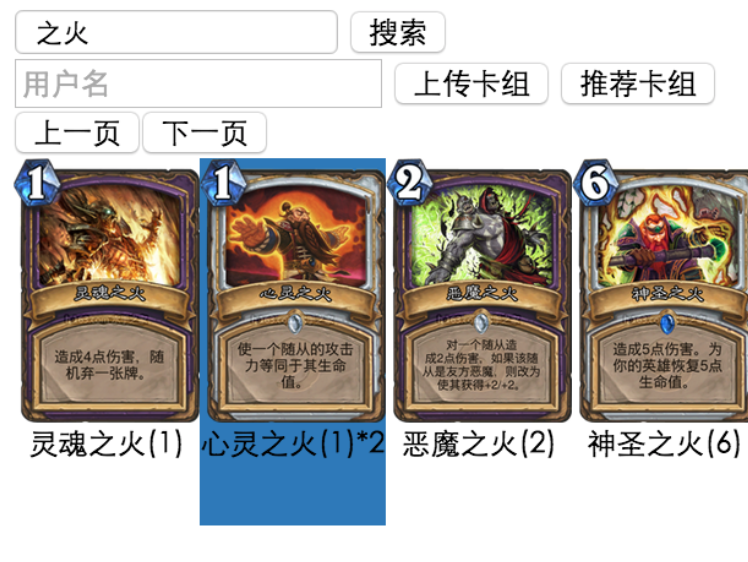 之火
搜索
用户名
上传卡组
推荐卡组
上一页
下一页
1
灵魂之火
造成4点伤害，随
机弃一张牌。
灵魂之火(1)
1
心灵之火
使一个随从的攻击
力等同于其生命
值。
心灵之火(1)*2
2
恶魔之火
对一个随从造
成2点伤害，如果该随
从是友方恶魔，则改为
使其获得+2/+2。
恶魔之火(2)
6
神圣之火
造成5点伤害。为
你的英雄恢复5点
生命值。
神圣之火(6)